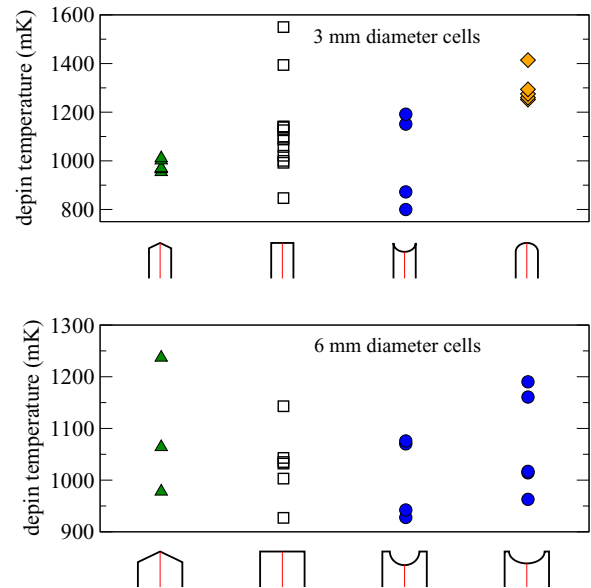 1600
3 mm diameter cells
1400
1200
1000
800
depin temperature (mK)
1300
6 mm diameter cells
1200
1100
1000
900
depin temperature (mK)